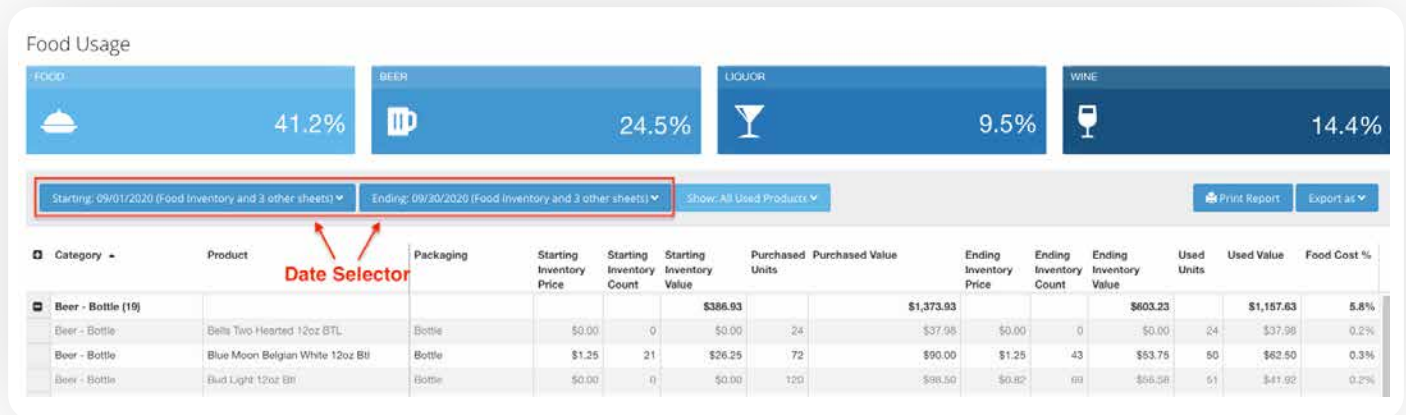 Food Usage
FOOD BEER LIQUOR WINE
41.2% 24.5% 9.5% 14.4%
Starting: 09/01/2020 (Food Inventory and 3 other sheets) Ending: 09/30/2020 (Food Inventory and 3 other sheets) Show: All Used Products Print Report Export as
Date Selector
Category Product Packaging Starting Inventory Price Starting Inventory Count Starting Inventory Value Purchased Units Purchased Value Ending Inventory Price Ending Inventory Count Ending Inventory Value Used Units Used Value Food Cost %
Beer - Bottle (19) $386.93 $1,373.93 $603.23 $1,157.63 5.8%
Beer - Bottle Bells Two Hearted 12oz BTL Bottle $0.00 0 $0.00 24 $37.98 $0.00 0 $0.00 24 $37.98 0.2%
Beer - Bottle Blue Moon Belgian White 12oz Btl Bottle $1.25 21 $26.25 72 $90.00 $1.25 43 $53.75 50 $62.50 0.3%
Beer - Bottle Bud Light 12oz Btl Bottle $0.00 0 $0.00 120 $98.50 $0.82 69 $56.58 51 $41.92 0.2%